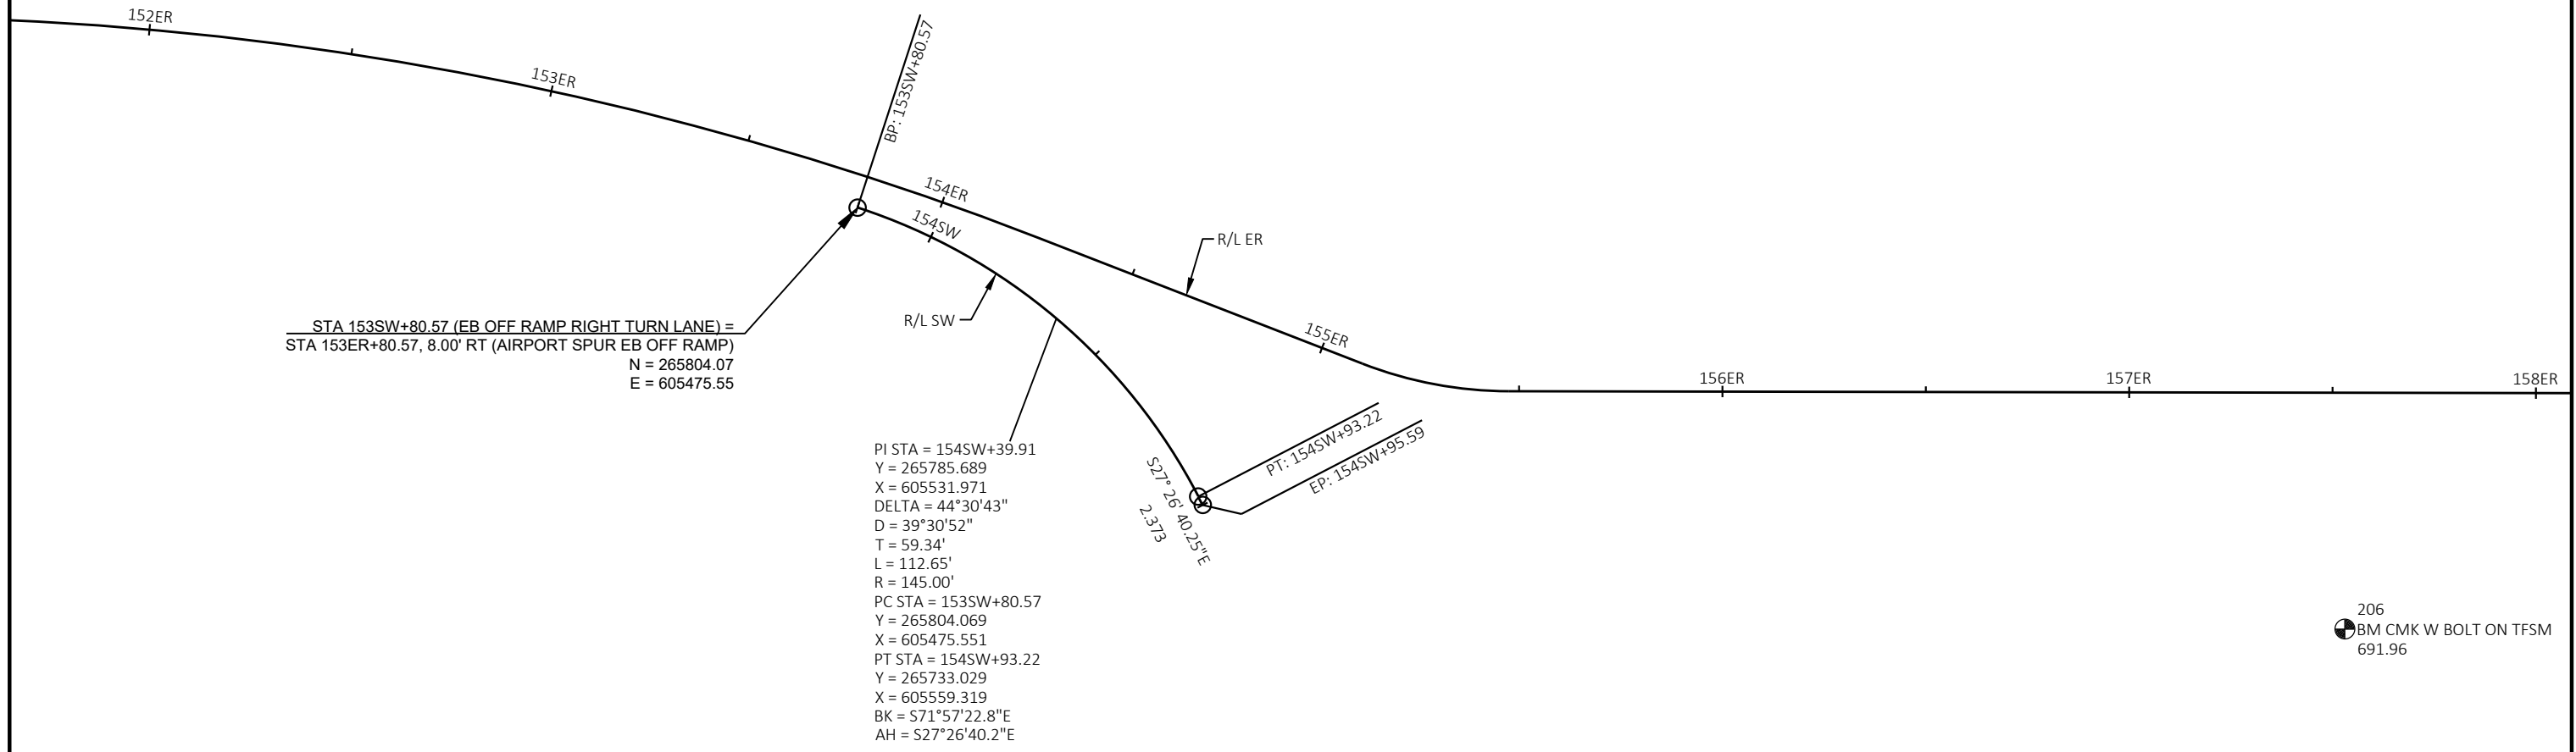 152ER
153ER
BP: 153SW+80.57
154ER
154SW
R/L ER
R/L SW
STA 153SW+80.57 (EB OFF RAMP RIGHT TURN LANE) =
STA 153ER+80.57, 8.00' RT (AIRPORT SPUR EB OFF RAMP)
N = 265804.07
E = 605475.55
155ER
156ER
157ER
158ER
PT: 154SW+93.22
EP: 154SW+95.59
S27° 26' 40.25"E
2.373
PI STA = 154SW+39.91
Y = 265785.689
X = 605531.971
DELTA = 44°30'43"
D = 39°30'52"
T = 59.34'
L = 112.65'
R = 145.00'
PC STA = 153SW+80.57
Y = 265804.069
X = 605475.551
PT STA = 154SW+93.22
Y = 265733.029
X = 605559.319
BK = S71°57'22.8"E
AH = S27°26'40.2"E
206
BM CMK W BOLT ON TFSM
691.96